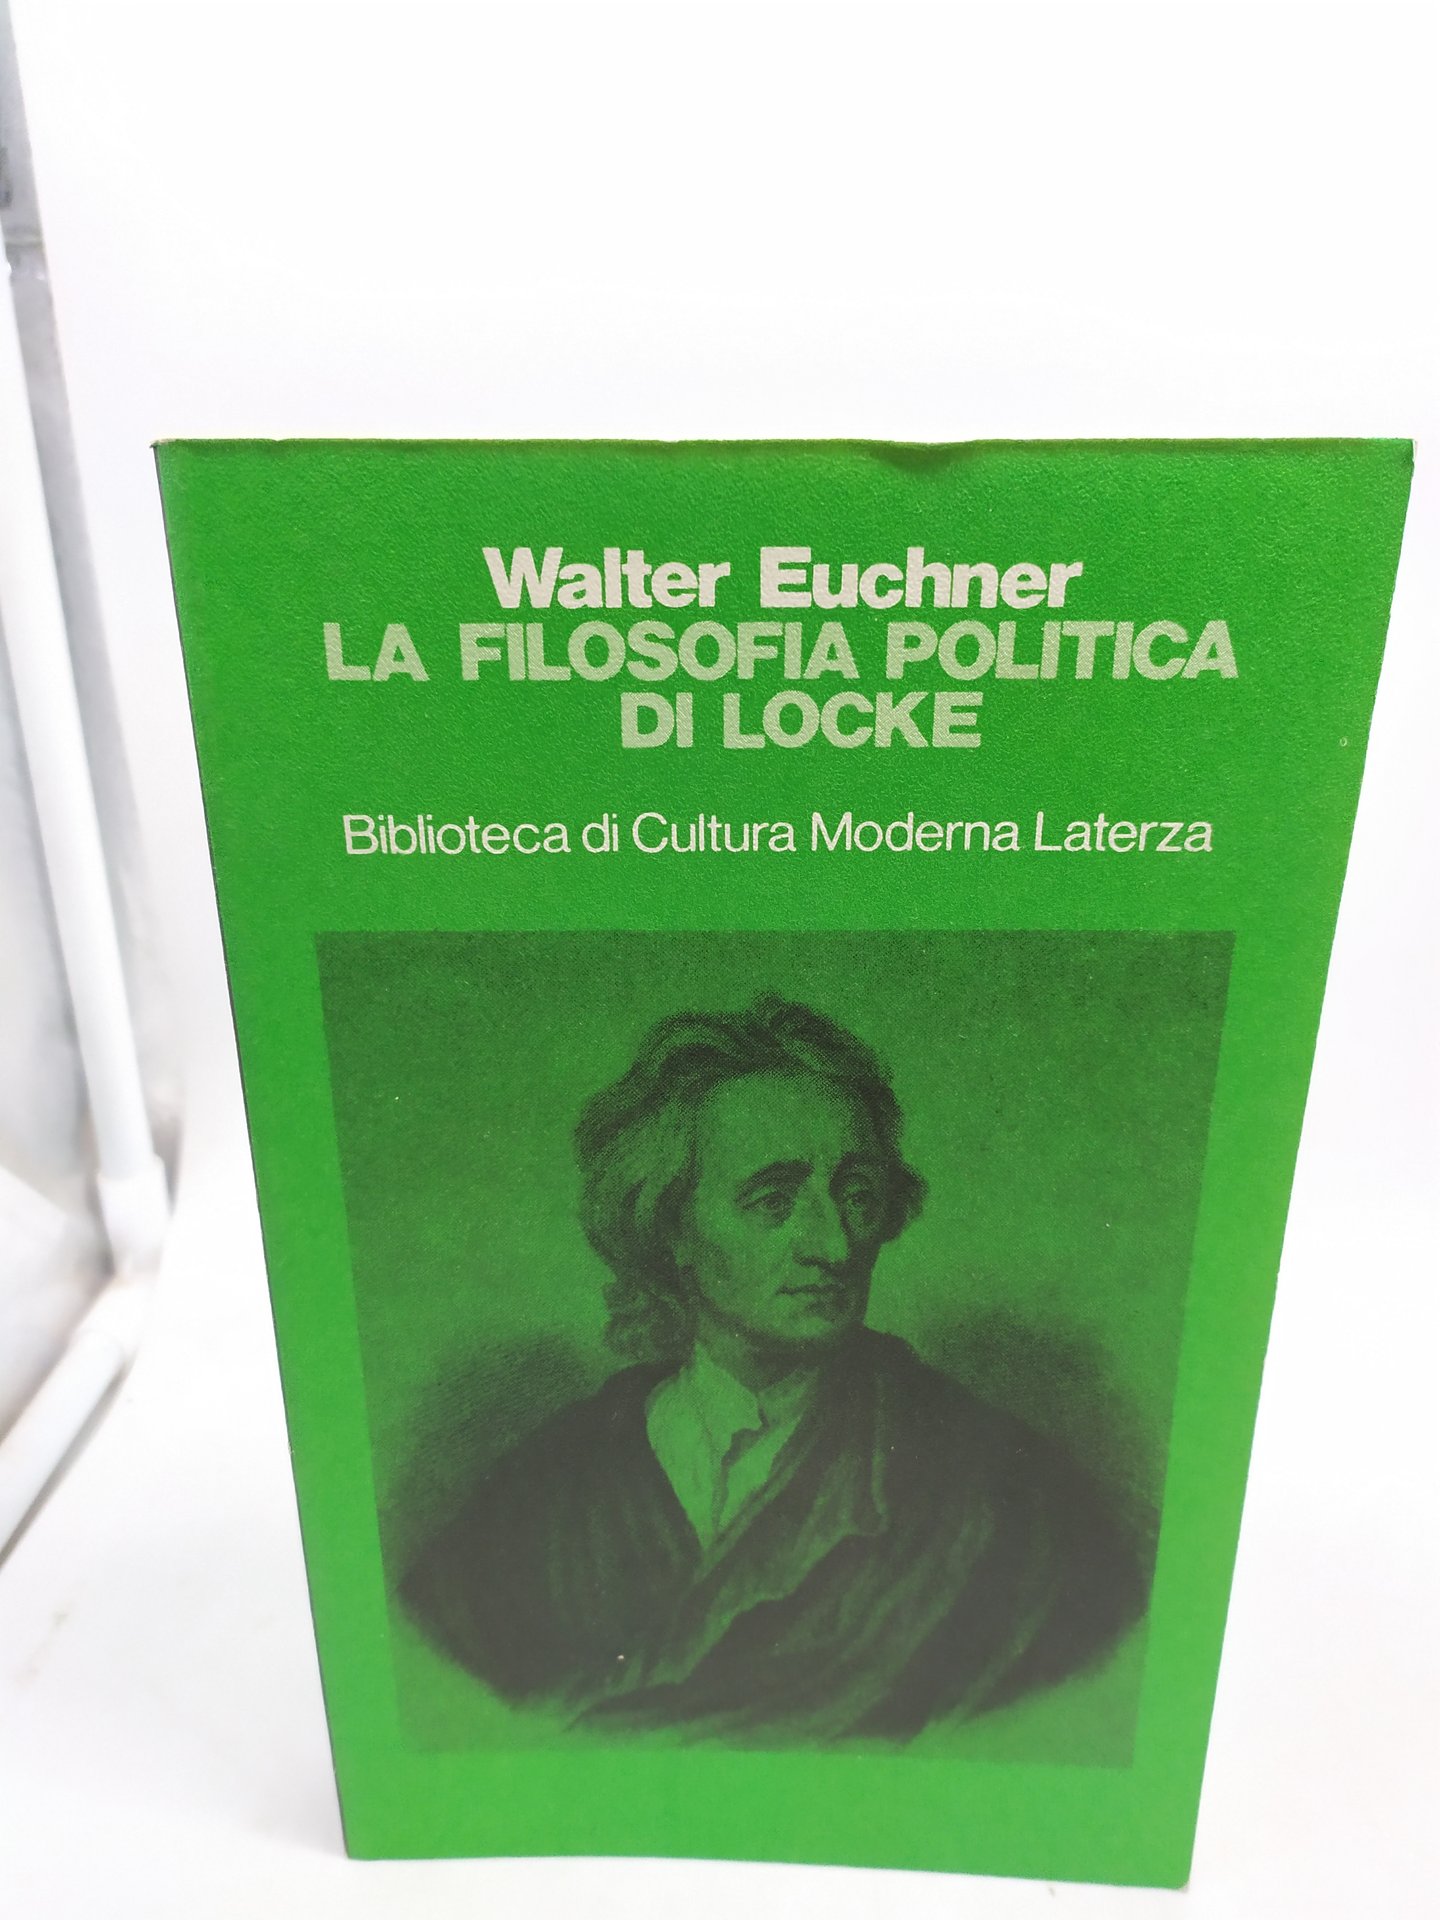 Walter Euchner
LA FILOSOFIA POLITICA
DI LOCKE
Biblioteca di Cultura Moderna Laterza